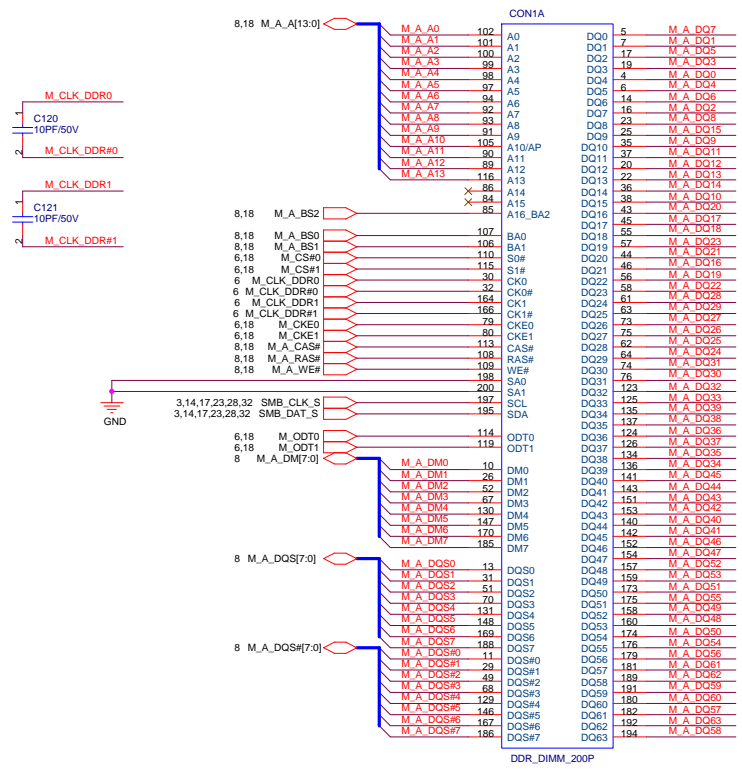 M_CLK_DDR0
1
C120
10PF/50V
2
M_CLK_DDR#0
M_CLK_DDR1
1
C121
10PF/50V
2
M_CLK_DDR#1
CON1A
8,18 M_A_A[13:0]
M_A_A0 102 A0
M_A_A1 101 A1
M_A_A2 100 A2
M_A_A3 99 A3
M_A_A4 98 A4
M_A_A5 97 A5
M_A_A6 94 A6
M_A_A7 92 A7
M_A_A8 93 A8
M_A_A9 91 A9
M_A_A10 105 A10/AP
M_A_A11 90 A11
M_A_A12 89 A12
M_A_A13 116 A13
86 A14
84 A15
8,18 M_A_BS2 85 A16_BA2
8,18 M_A_BS0 107 BA0
8,18 M_A_BS1 106 BA1
6,18 M_CS#0 110 S0#
6,18 M_CS#1 115 S1#
6 M_CLK_DDR0 30 CK0
6 M_CLK_DDR#0 32 CK0#
6 M_CLK_DDR1 164 CK1
6 M_CLK_DDR#1 166 CK1#
6,18 M_CKE0 79 CKE0
6,18 M_CKE1 80 CKE1
8,18 M_A_CAS# 113 CAS#
8,18 M_A_RAS# 108 RAS#
8,18 M_A_WE# 109 WE#
198 SA0
200 SA1
GND
3,14,17,23,28,32 SMB_CLK_S 197 SCL
3,14,17,23,28,32 SMB_DAT_S 195 SDA
6,18 M_ODT0 114 ODT0
6,18 M_ODT1 119 ODT1
8 M_A_DM[7:0]
M_A_DM0 10 DM0
M_A_DM1 26 DM1
M_A_DM2 52 DM2
M_A_DM3 67 DM3
M_A_DM4 130 DM4
M_A_DM5 147 DM5
M_A_DM6 170 DM6
M_A_DM7 185 DM7
8 M_A_DQS[7:0]
M_A_DQS0 13 DQS0
M_A_DQS1 31 DQS1
M_A_DQS2 51 DQS2
M_A_DQS3 70 DQS3
M_A_DQS4 131 DQS4
M_A_DQS5 148 DQS5
M_A_DQS6 169 DQS6
M_A_DQS7 188 DQS7
8 M_A_DQS#[7:0]
M_A_DQS#0 11 DQS#0
M_A_DQS#1 29 DQS#1
M_A_DQS#2 49 DQS#2
M_A_DQS#3 68 DQS#3
M_A_DQS#4 129 DQS#4
M_A_DQS#5 146 DQS#5
M_A_DQS#6 167 DQS#6
M_A_DQS#7 186 DQS#7
DQ0 5 M_A_DQ7
DQ1 7 M_A_DQ1
DQ2 17 M_A_DQ5
DQ3 19 M_A_DQ3
DQ4 4 M_A_DQ0
DQ5 6 M_A_DQ4
DQ6 14 M_A_DQ6
DQ7 16 M_A_DQ2
DQ8 23 M_A_DQ8
DQ9 25 M_A_DQ15
DQ10 35 M_A_DQ9
DQ11 37 M_A_DQ11
DQ12 20 M_A_DQ12
DQ13 22 M_A_DQ13
DQ14 36 M_A_DQ14
DQ15 38 M_A_DQ10
DQ16 43 M_A_DQ20
DQ17 45 M_A_DQ17
DQ18 55 M_A_DQ18
DQ19 57 M_A_DQ23
DQ20 44 M_A_DQ21
DQ21 46 M_A_DQ16
DQ22 56 M_A_DQ19
DQ23 58 M_A_DQ22
DQ24 61 M_A_DQ28
DQ25 63 M_A_DQ29
DQ26 73 M_A_DQ27
DQ27 75 M_A_DQ26
DQ28 62 M_A_DQ25
DQ29 64 M_A_DQ24
DQ30 74 M_A_DQ31
DQ31 76 M_A_DQ30
DQ32 123 M_A_DQ32
DQ33 125 M_A_DQ33
DQ34 135 M_A_DQ39
DQ35 137 M_A_DQ38
DQ36 124 M_A_DQ36
DQ37 126 M_A_DQ37
DQ38 134 M_A_DQ35
DQ39 136 M_A_DQ34
DQ40 141 M_A_DQ45
DQ41 143 M_A_DQ44
DQ42 151 M_A_DQ43
DQ43 153 M_A_DQ42
DQ44 140 M_A_DQ40
DQ45 142 M_A_DQ41
DQ46 152 M_A_DQ46
DQ47 154 M_A_DQ47
DQ48 157 M_A_DQ52
DQ49 159 M_A_DQ53
DQ50 173 M_A_DQ51
DQ51 175 M_A_DQ55
DQ52 158 M_A_DQ49
DQ53 160 M_A_DQ48
DQ54 174 M_A_DQ50
DQ55 176 M_A_DQ54
DQ56 179 M_A_DQ56
DQ57 181 M_A_DQ61
DQ58 189 M_A_DQ62
DQ59 191 M_A_DQ59
DQ60 180 M_A_DQ60
DQ61 182 M_A_DQ57
DQ62 192 M_A_DQ63
DQ63 194 M_A_DQ58
DDR_DIMM_200P